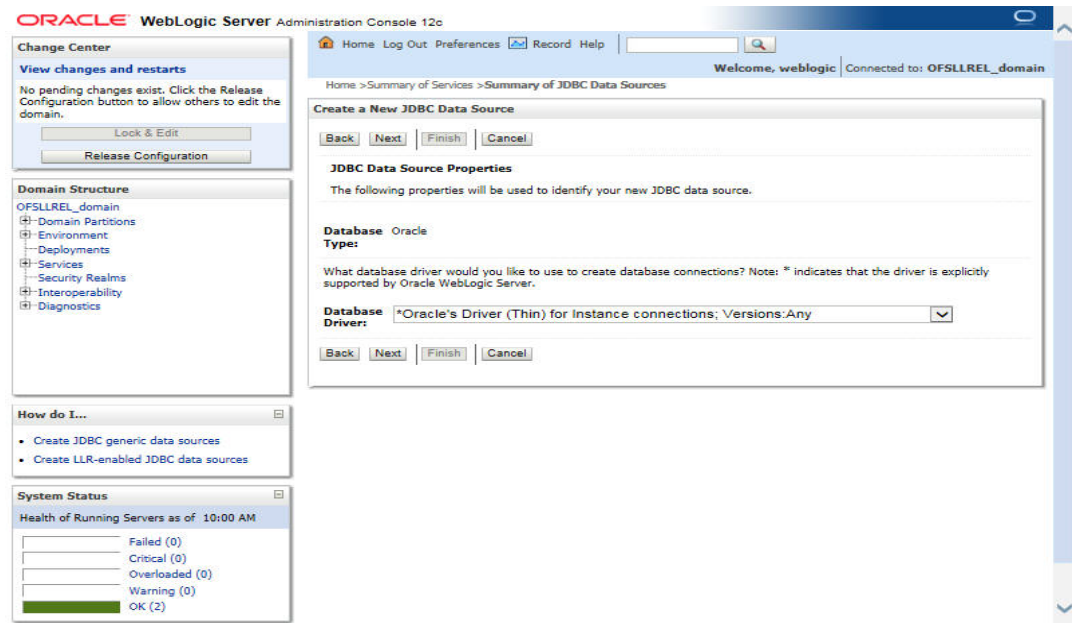 ORACLE WebLogic Server Administration Console 12c
Change Center
View changes and restarts
No pending changes exist. Click the Release
Configuration button to allow others to edit the
domain.
Lock & Edit
Release Configuration
Domain Structure
OFSLLREL_domain
Domain Partitions
Environment
Deployments
Services
Security Realms
Interoperability
Diagnostics
How do I...
Create JDBC generic data sources
Create LLR-enabled JDBC data sources
System Status
Health of Running Servers as of 10:00 AM
Failed (0)
Critical (0)
Overloaded (0)
Warning (0)
OK (2)
Home Log Out Preferences Record Help
Welcome, weblogic Connected to: OFSLLREL_domain
Home >Summary of Services >Summary of JDBC Data Sources
Create a New JDBC Data Source
Back Next Finish Cancel
JDBC Data Source Properties
The following properties will be used to identify your new JDBC data source.
Database Oracle
Type:
What database driver would you like to use to create database connections? Note: * indicates that the driver is explicitly
supported by Oracle WebLogic Server.
Database *Oracle's Driver (Thin) for Instance connections; Versions:Any
Driver:
Back Next Finish Cancel